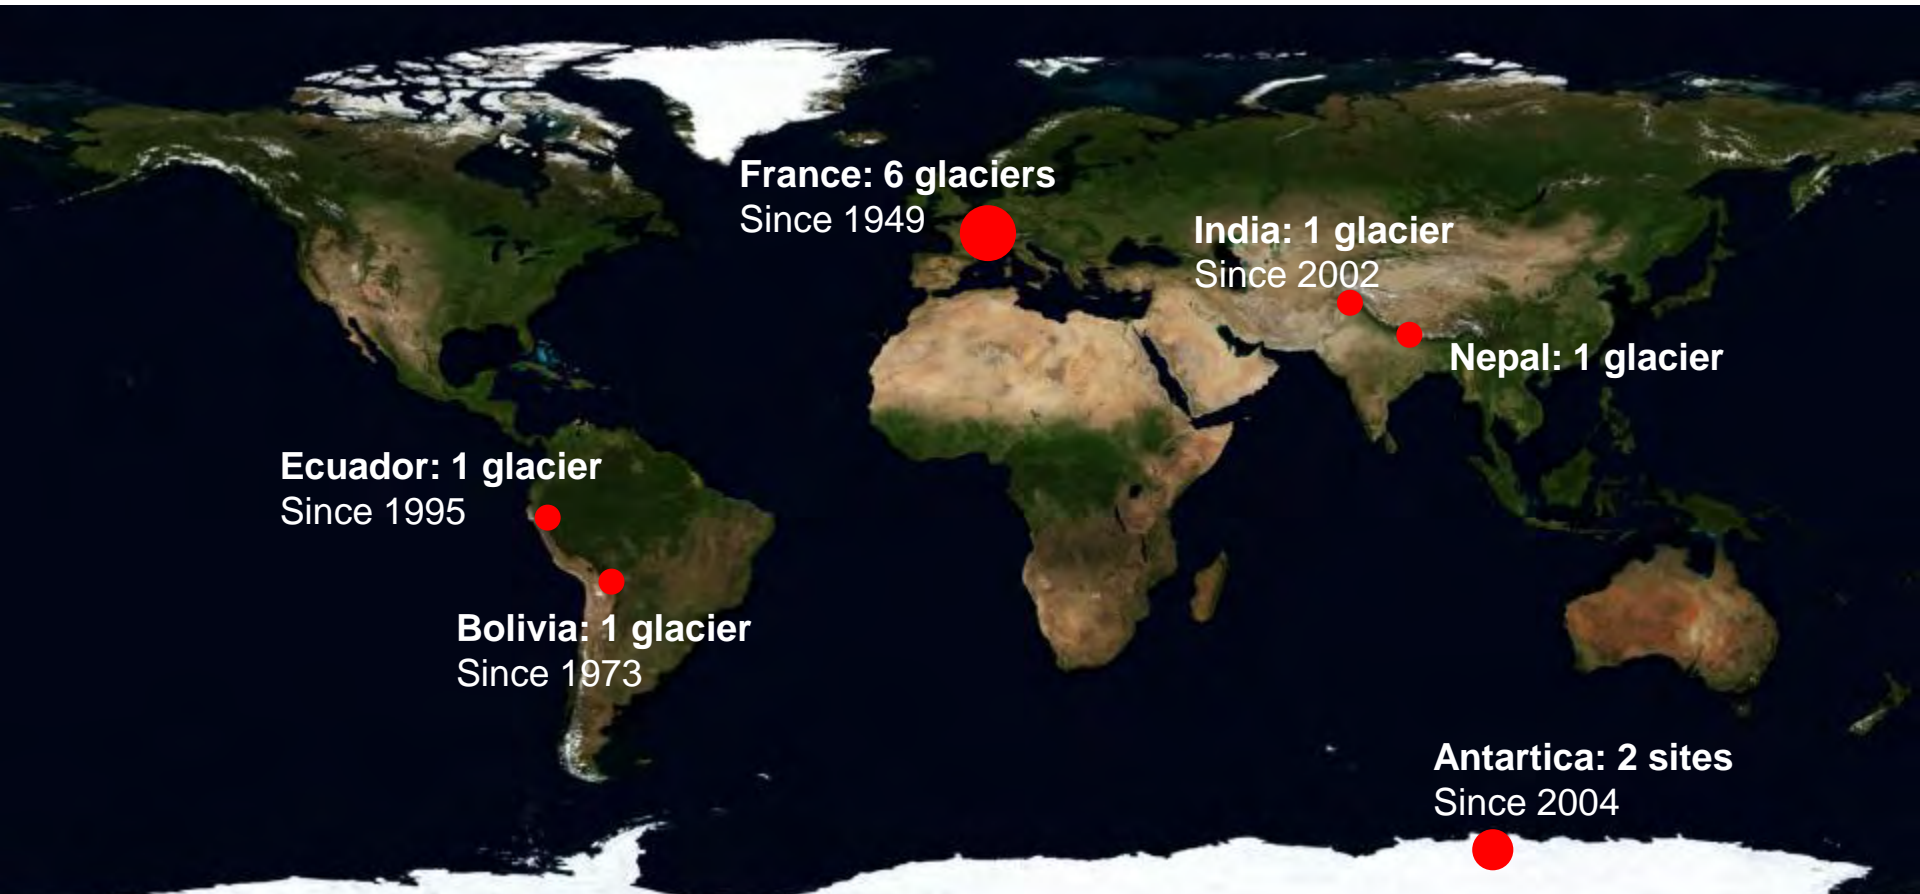 France: 6 glaciers
Since 1949
India: 1 glacier
Since 2002
Nepal: 1 glacier
Ecuador: 1 glacier
Since 1995
Bolivia: 1 glacier
Since 1973
Antartica: 2 sites
Since 2004